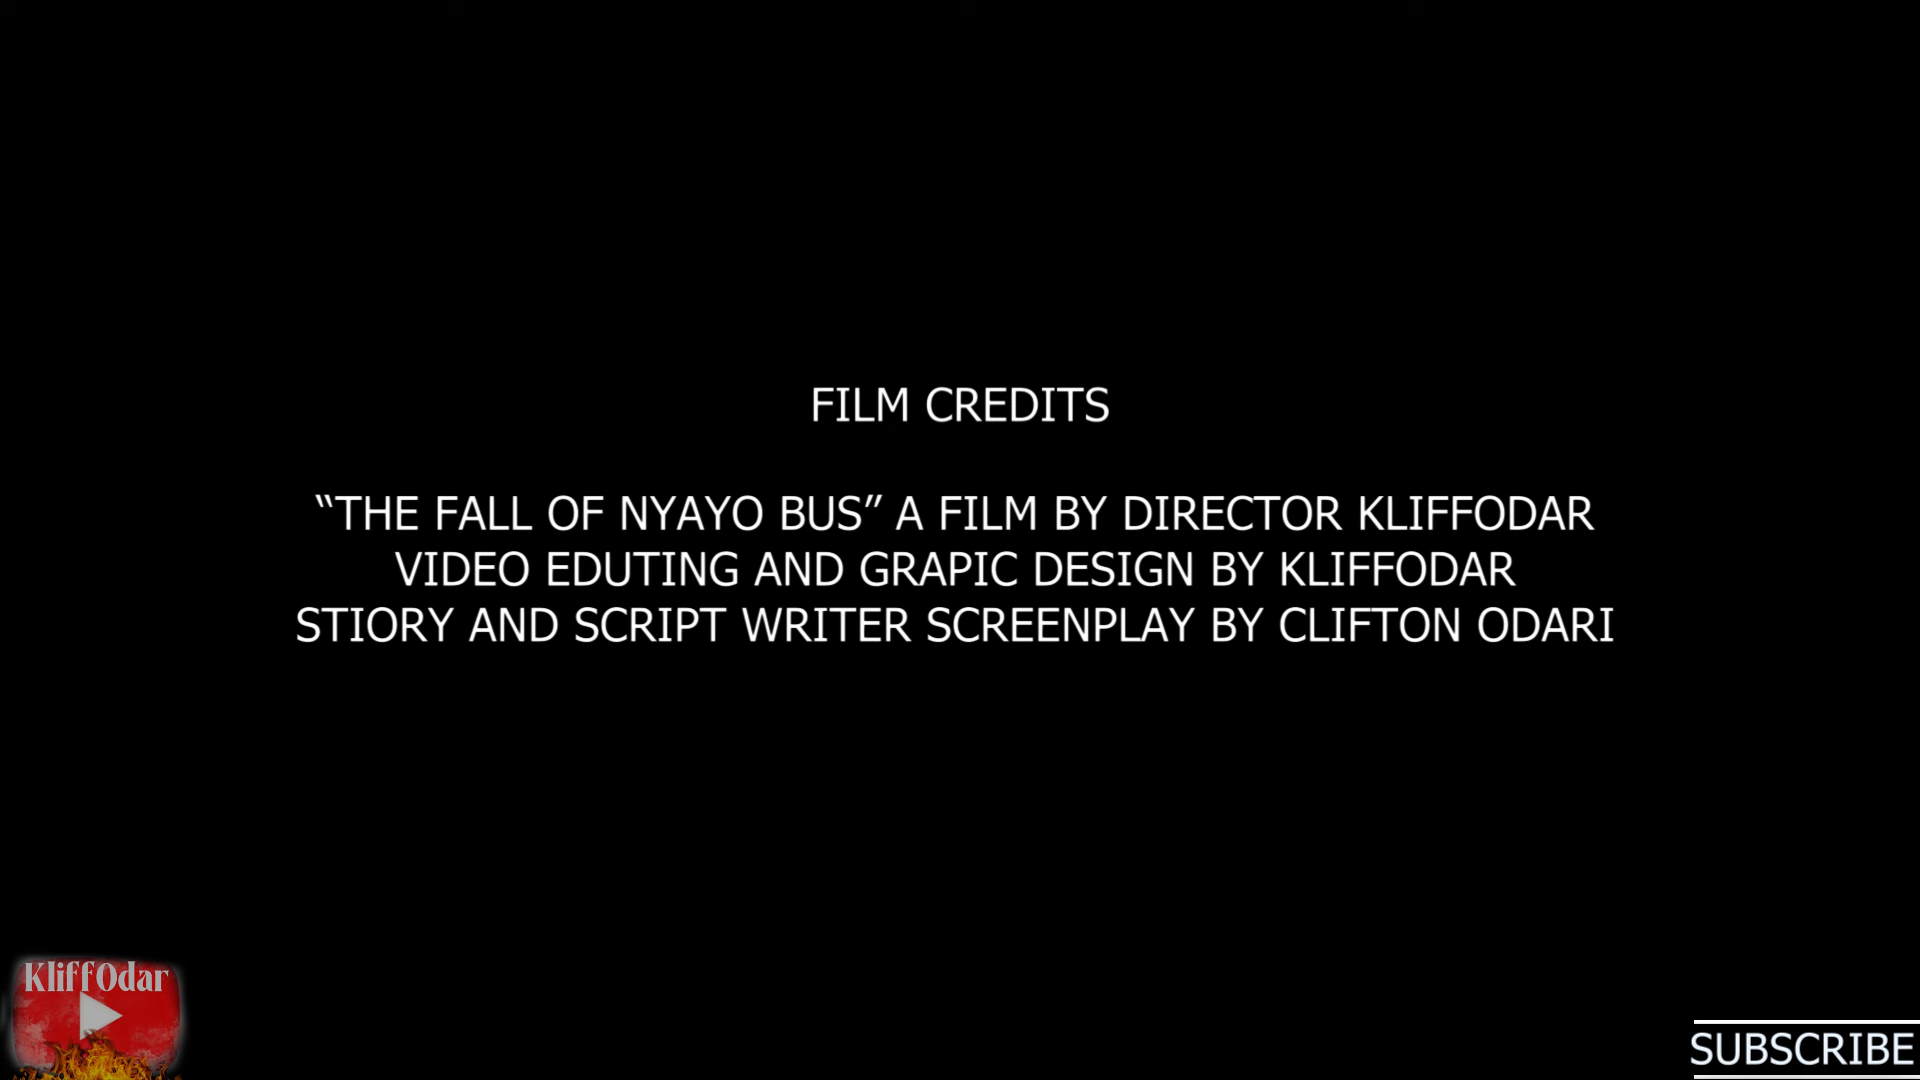 FILM CREDITS
“THE FALL OF NYAYO BUS” A FILM BY DIRECTOR KLIFFODAR
VIDEO EDUTING AND GRAPIC DESIGN BY KLIFFODAR
STIORY AND SCRIPT WRITER SCREENPLAY BY CLIFTON ODARI
KliffOdar
SUBSCRIBE